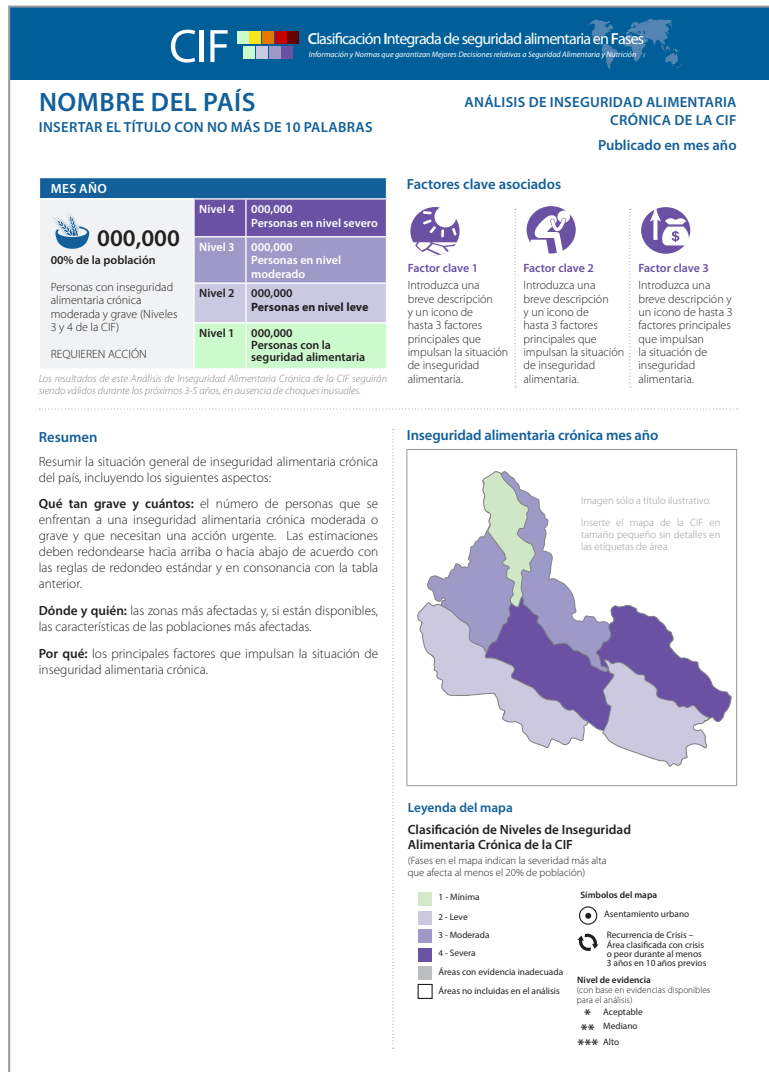 CIF
Clasificación Integrada de seguridad alimentaria en Fases
Información y Normas que garantizan Mejores Decisiones relativas a Seguridad Alimentaria y Nutrición
NOMBRE DEL PAÍS
INSERTAR EL TÍTULO CON NO MÁS DE 10 PALABRAS
ANÁLISIS DE INSEGURIDAD ALIMENTARIA
CRÓNICA DE LA CIF
Publicado en mes año
MES AÑO
000,000
00% de la población
Personas con inseguridad
alimentaria crónica
moderada y grave (Niveles
3 y 4 de la CIF)
REQUIEREN ACCIÓN
Nivel 4
000,000
Personas en nivel severo
Nivel 3
000,000
Personas en nivel
moderado
Nivel 2
000,000
Personas en nivel leve
Nivel 1
000,000
Personas con la
seguridad alimentaria
Los resultados de este Análisis de Inseguridad Alimentaria Crónica de la CIF seguirán
siendo válidos durante los próximos 3-5 años, en ausencia de choques inusuales.
Factores clave asociados
$
Factor clave 1
Introduzca una
breve descripción
y un icono de
hasta 3 factores
principales que
impulsan la situación
de inseguridad
alimentaria.
Factor clave 2
Introduzca una
breve descripción
y un icono de
hasta 3 factores
principales que
impulsan la situación
de inseguridad
alimentaria.
Factor clave 3
Introduzca una
breve descripción y
un icono de hasta 3
factores principales
que impulsan
la situación de
inseguridad
alimentaria.
Resumen
Resumir la situación general de inseguridad alimentaria crónica
del país, incluyendo los siguientes aspectos:
Qué tan grave y cuántos: el número de personas que se
enfrentan a una inseguridad alimentaria crónica moderada o
grave y que necesitan una acción urgente. Las estimaciones
deben redondearse hacia arriba o hacia abajo de acuerdo con
las reglas de redondeo estándar y en consonancia con la tabla
anterior.
Dónde y quién: las zonas más afectadas y, si están disponibles,
las características de las poblaciones más afectadas.
Por qué: los principales factores que impulsan la situación de
inseguridad alimentaria crónica.
Inseguridad alimentaria crónica mes año
Imagen sólo a título ilustrativo.
Inserte el mapa de la CIF en
tamaño pequeño sin detalles en
las etiquetas de área.
Leyenda del mapa
Clasificación de Niveles de Inseguridad
Alimentaria Crónica de la CIF
(Fases en el mapa indican la severidad más alta
que afecta al menos el 20% de población)
1 - Mínima
2 - Leve
3 - Moderada
4 - Severa
Áreas con evidencia inadecuada
Áreas no incluidas en el análisis
Símbolos del mapa
Asentamiento urbano
Recurrencia de Crisis –
Área clasificada con crisis
o peor durante al menos
3 años en 10 años previos
Nivel de evidencia
(con base en evidencias disponibles
para el análisis)
* Aceptable
** Mediano
*** Alto